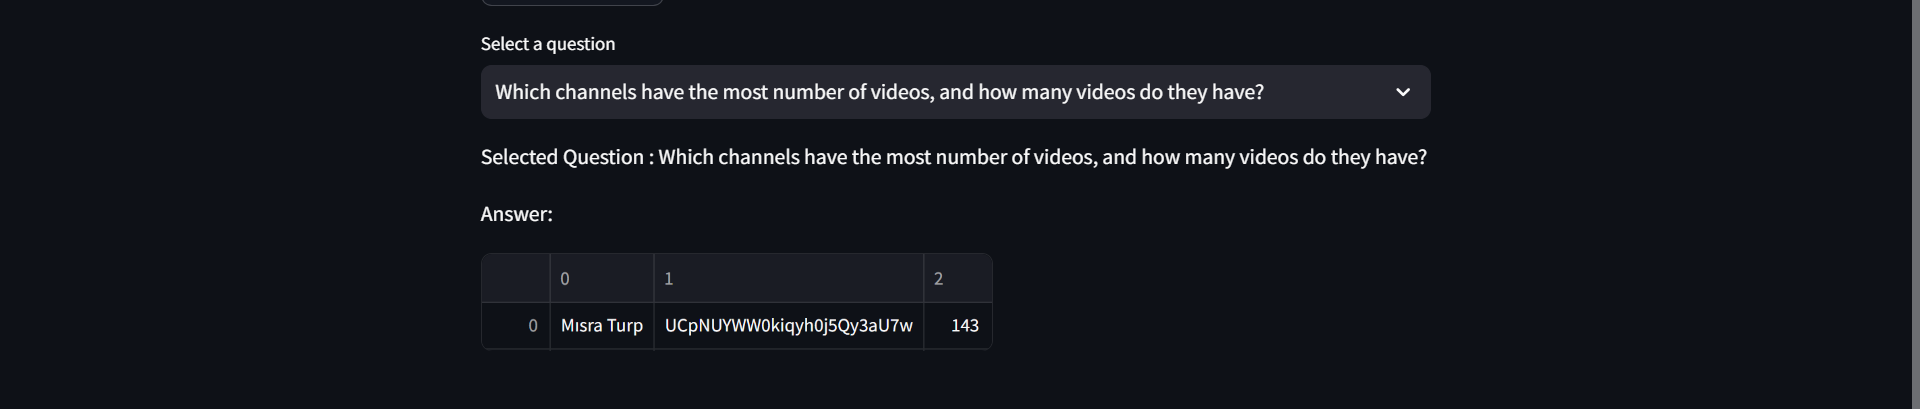 Select a question
Which channels have the most number of videos, and how many videos do they have?
Selected Question : Which channels have the most number of videos, and how many videos do they have?
Answer:
0 1 2
0 Mısra Turp UCpNUYWW0kiqyh0j5Qy3aU7w 143